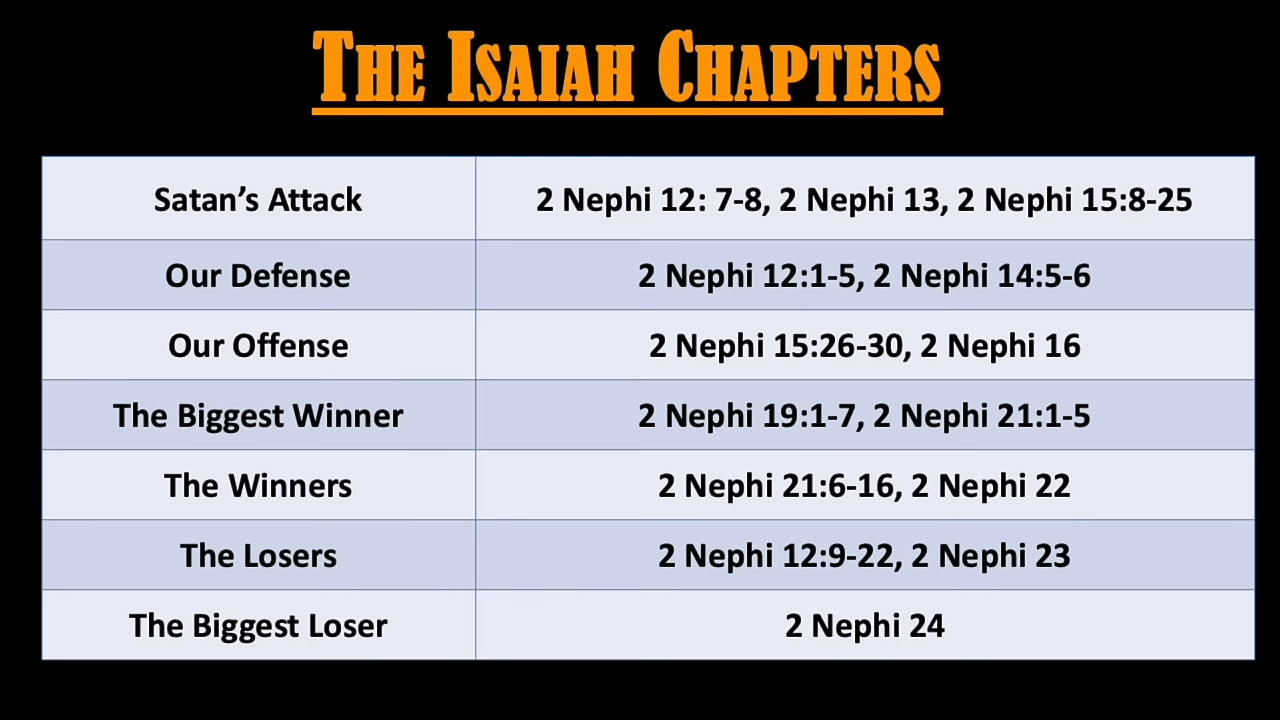 THE ISAIAH CHAPTERS
Satan’s Attack
2 Nephi 12: 7-8, 2 Nephi 13, 2 Nephi 15:8-25
Our Defense
2 Nephi 12:1-5, 2 Nephi 14:5-6
Our Offense
2 Nephi 15:26-30, 2 Nephi 16
The Biggest Winner
2 Nephi 19:1-7, 2 Nephi 21:1-5
The Winners
2 Nephi 21:6-16, 2 Nephi 22
The Losers
2 Nephi 12:9-22, 2 Nephi 23
The Biggest Loser
2 Nephi 24